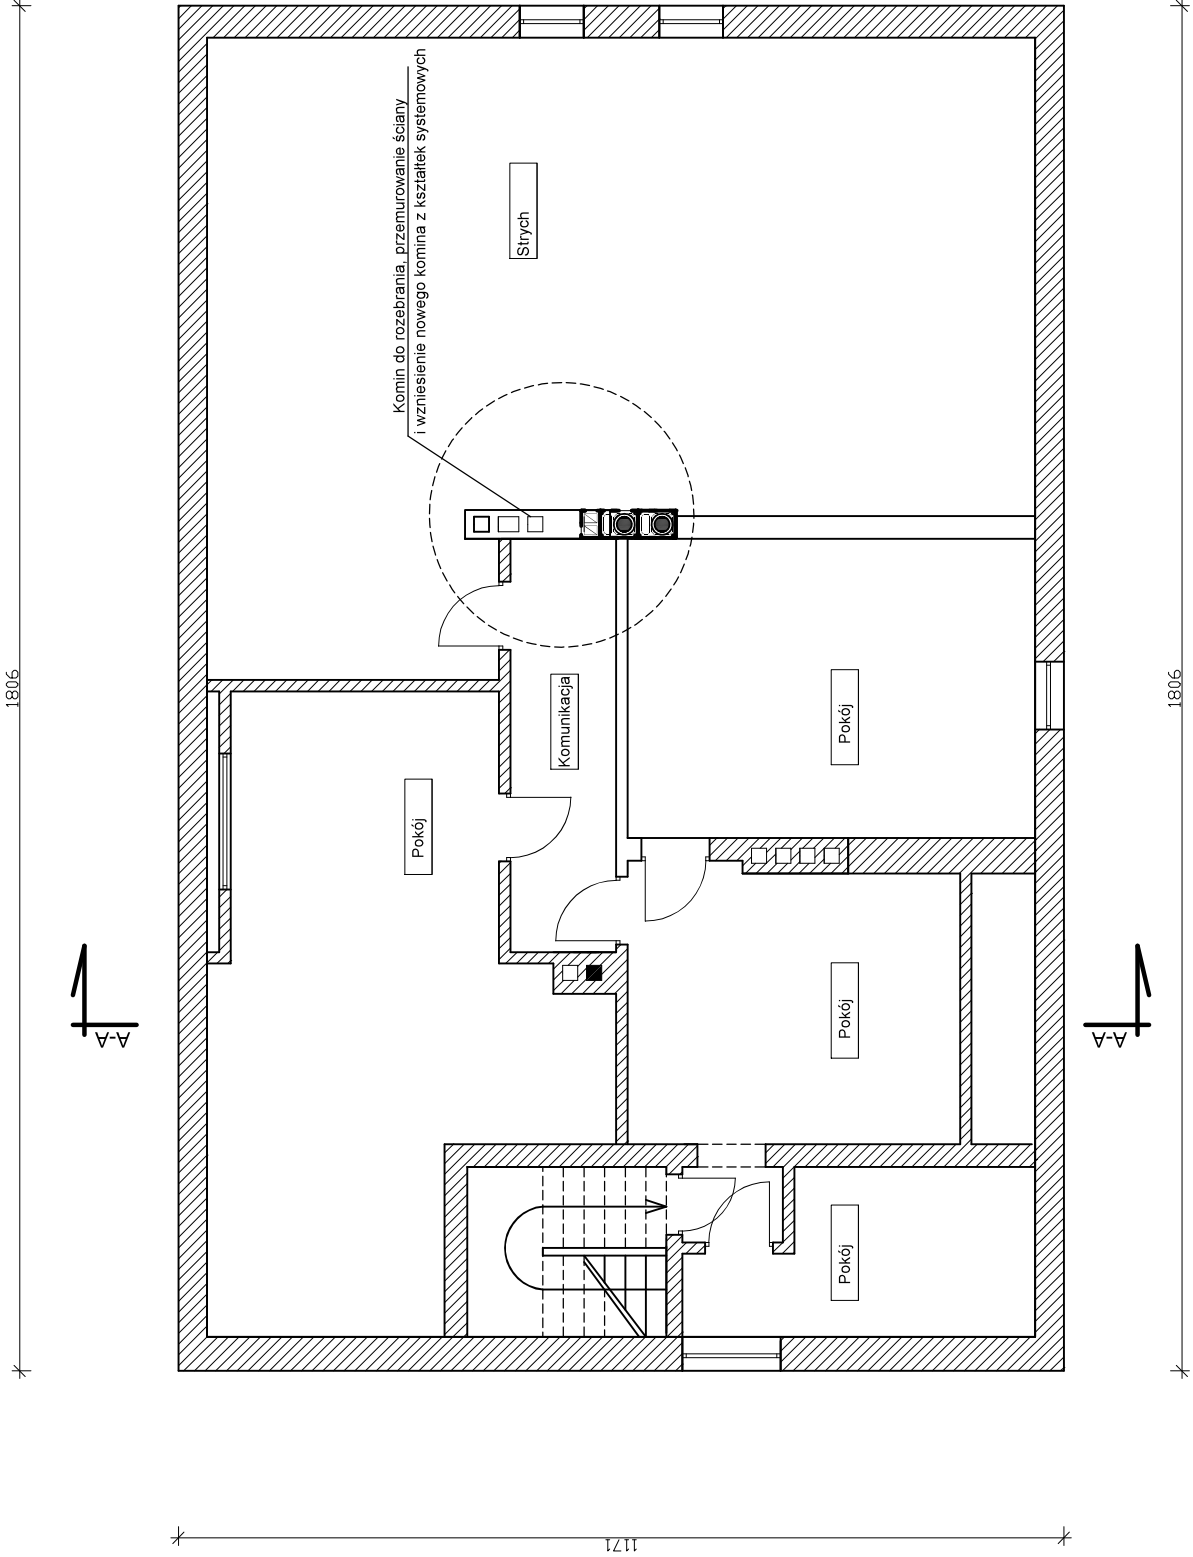 Komin do rozebrania, przemurowanie ściany
i wzniesienie nowego komina z kształtek systemowych
Strych
1806
1806
Komunikacja
Pokój
Pokój
Pokój
Pokój
A-A
A-A
1171